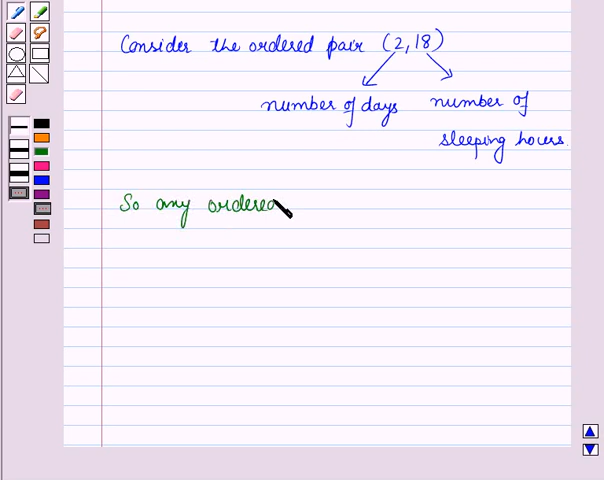 Consider the ordered pair (2,18)
number of days
number of
sleeping hours.
So any ordered